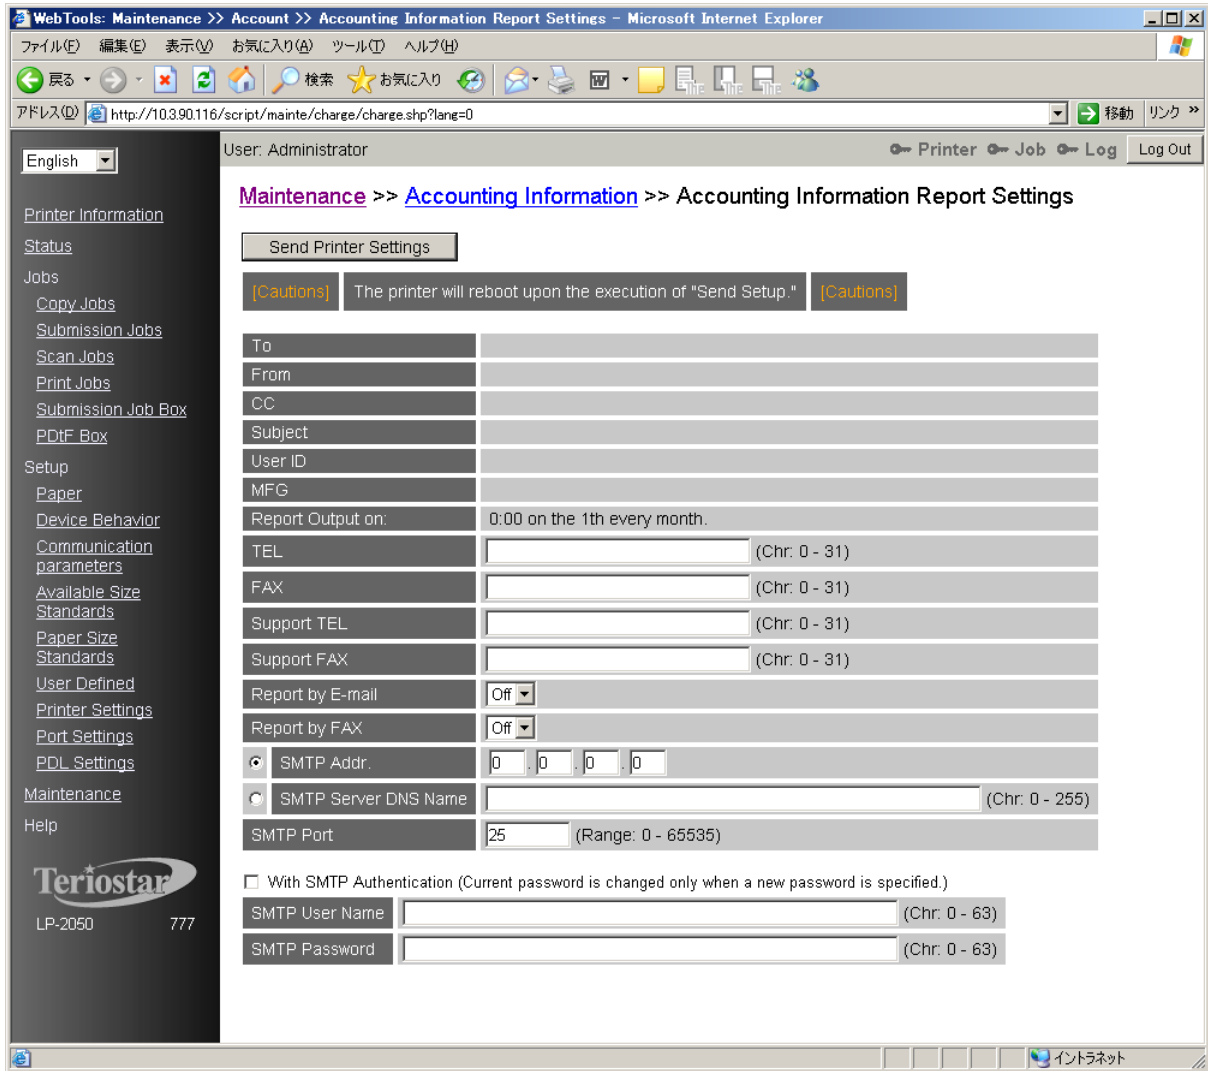 WebTools: Maintenance >> Account >> Accounting Information Report Settings - Microsoft Internet Explorer
ファイル(F) 編集(E) 表示(V) お気に入り(A) ツール(T) ヘルプ(H)
戻る 検索 お気に入り
アドレス(D) http://10.3.90.116/script/mainte/charge/charge.shp?lang=0 移動 リンク »
English User: Administrator Printer Job Log Log Out
Maintenance >> Accounting Information >> Accounting Information Report Settings
Send Printer Settings
[Cautions] The printer will reboot upon the execution of "Send Setup." [Cautions]
Printer Information
Status
Jobs
Copy Jobs
Submission Jobs
Scan Jobs
Print Jobs
Submission Job Box
PDtF Box
Setup
Paper
Device Behavior
Communication
parameters
Available Size
Standards
Paper Size
Standards
User Defined
Printer Settings
Port Settings
PDL Settings
Maintenance
Help
Teriostar
LP-2050 777
To
From
CC
Subject
User ID
MFG
Report Output on: 0:00 on the 1th every month.
TEL (Chr: 0 - 31)
FAX (Chr: 0 - 31)
Support TEL (Chr: 0 - 31)
Support FAX (Chr: 0 - 31)
Report by E-mail Off
Report by FAX Off
SMTP Addr. 0 . 0 . 0 . 0
SMTP Server DNS Name (Chr: 0 - 255)
SMTP Port 25 (Range: 0 - 65535)
With SMTP Authentication (Current password is changed only when a new password is specified.)
SMTP User Name (Chr: 0 - 63)
SMTP Password (Chr: 0 - 63)
イントラネット